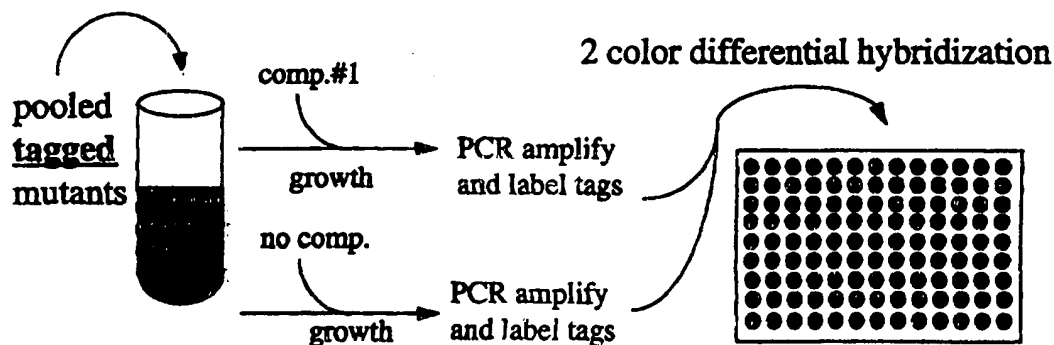 2 color differential hybridization
pooled
tagged
mutants
comp.#1
growth
PCR amplify
and label tags
no comp.
growth
PCR amplify
and label tags